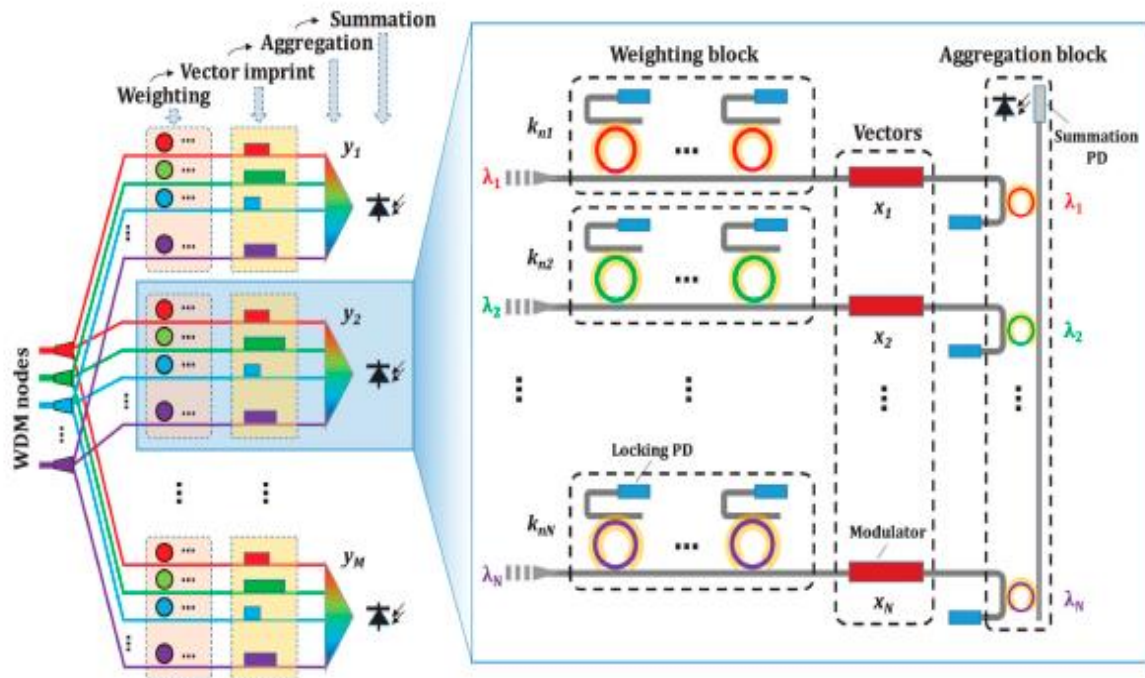 Summation
Aggregation
Vector imprint
Weighting
y1
y2
yM
WDM nodes
Weighting block
Aggregation block
kn1
Vectors
Summation
PD
λ1
x1
λ1
kn2
λ2
x2
λ2
Locking PD
knN
Modulator
λN
xN
λN